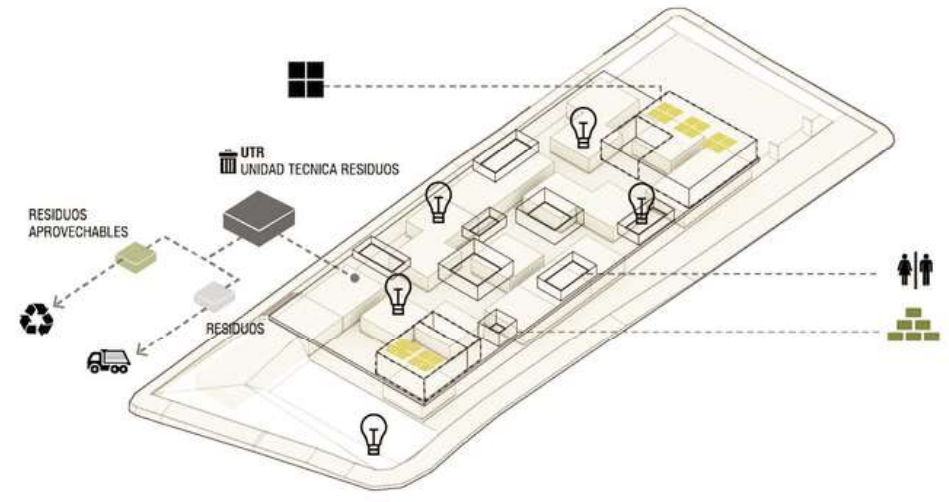 UTR
UNIDAD TECNICA RESIDUOS
RESIDUOS
APROVECHABLES
RESIDUOS